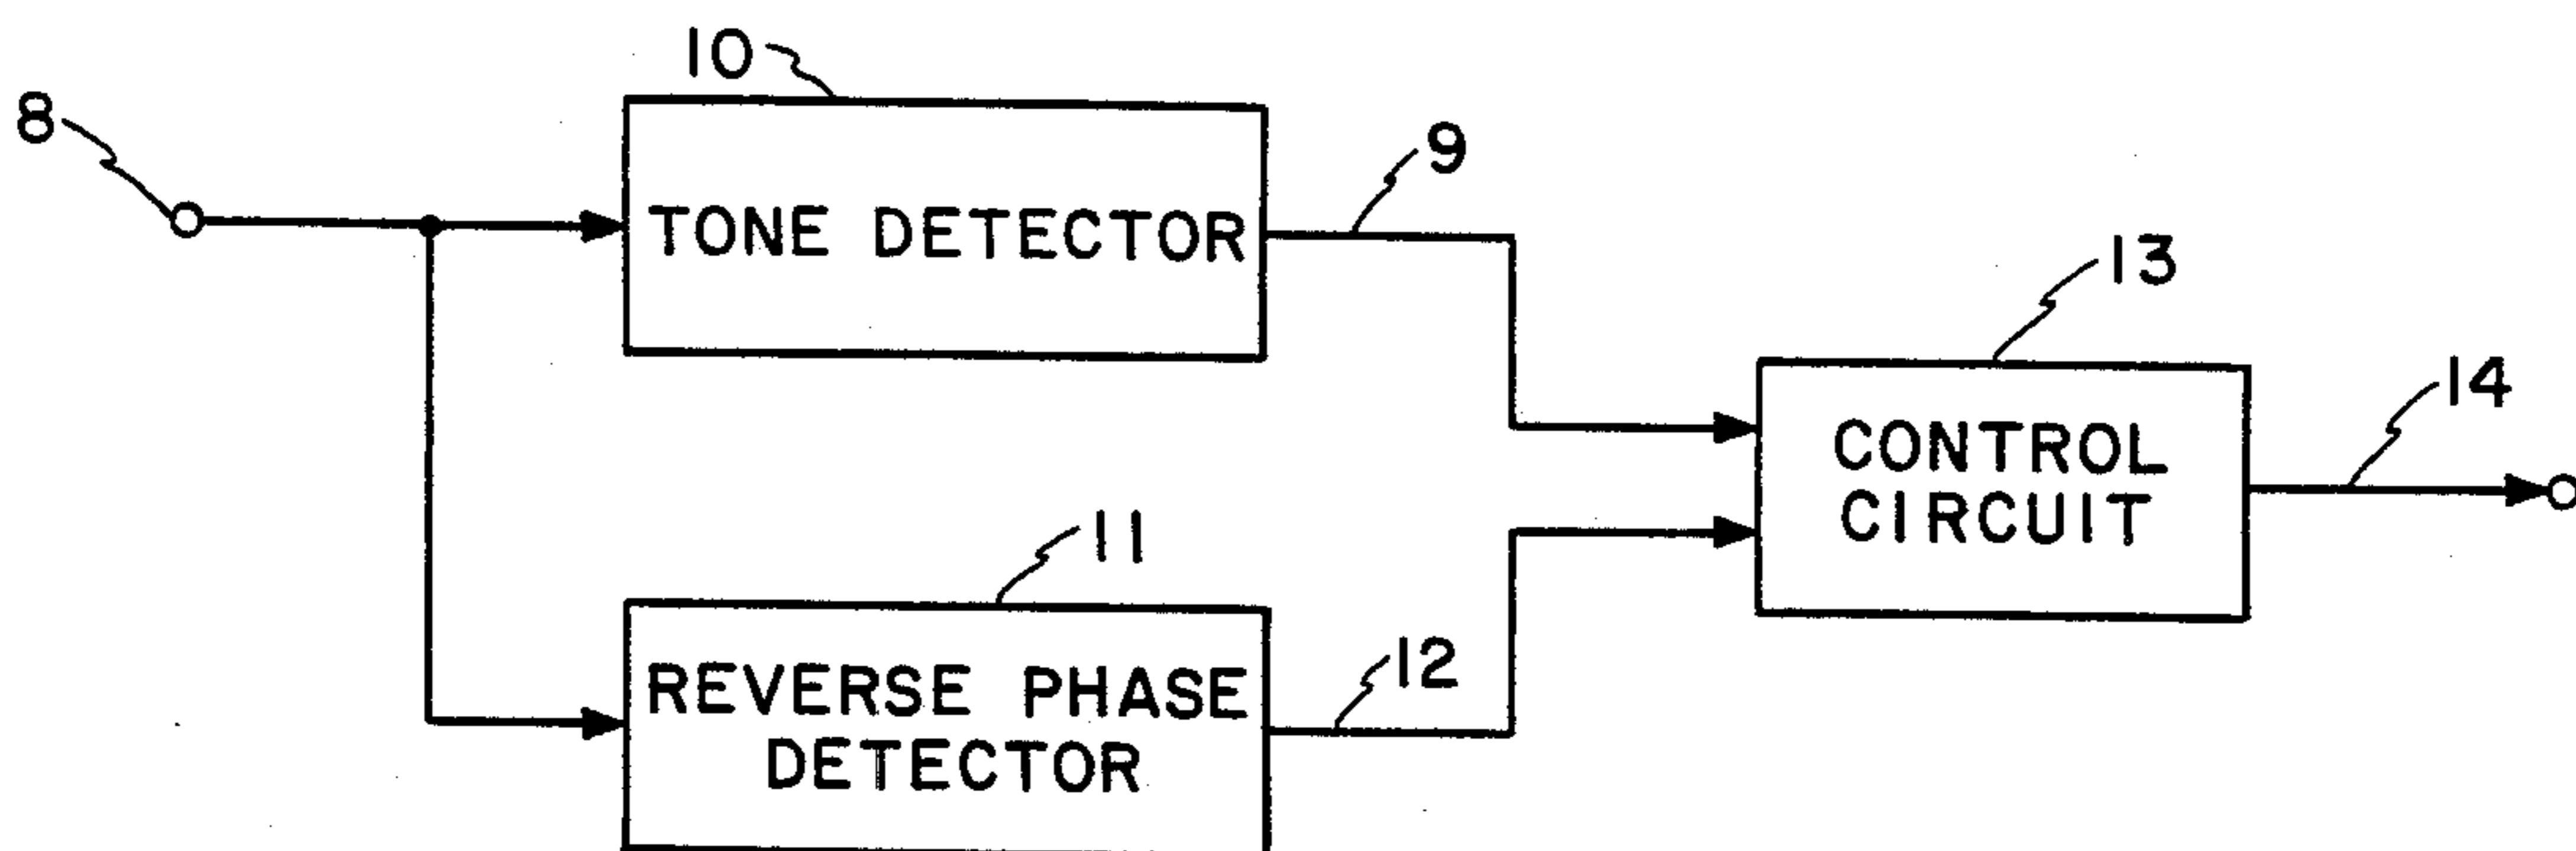 10
8
TONE DETECTOR
9
13
CONTROL
CIRCUIT
14
11
REVERSE PHASE
DETECTOR
12